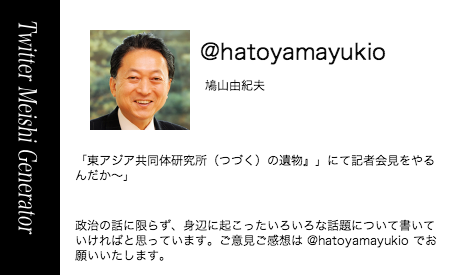 Twitter Meishi Generator
@hatoyamayukio
鳩山由紀夫
「東アジア共同体研究所（つづく）の遺物』」にて記者会見をやる
んだか〜」
政治の話に限らず、身辺に起こったいろいろな話題について書いて
いければと思っています。ご意見ご感想は @hatoyamayukio でお
願いいたします。